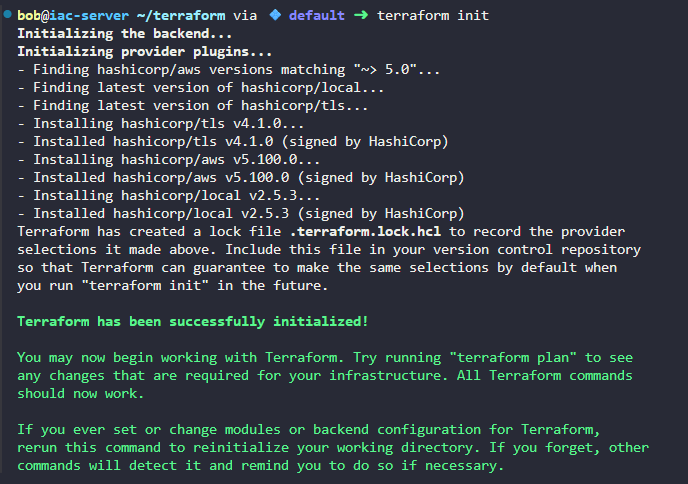 bob@iac-server ~/terraform via ◆ default ➜ terraform init
Initializing the backend...
Initializing provider plugins...
- Finding hashicorp/aws versions matching "~> 5.0"...
- Finding latest version of hashicorp/local...
- Finding latest version of hashicorp/tls...
- Installing hashicorp/tls v4.1.0...
- Installed hashicorp/tls v4.1.0 (signed by HashiCorp)
- Installing hashicorp/aws v5.100.0...
- Installed hashicorp/aws v5.100.0 (signed by HashiCorp)
- Installing hashicorp/local v2.5.3...
- Installed hashicorp/local v2.5.3 (signed by HashiCorp)
Terraform has created a lock file .terraform.lock.hcl to record the provider
selections it made above. Include this file in your version control repository
so that Terraform can guarantee to make the same selections by default when
you run "terraform init" in the future.
Terraform has been successfully initialized!
You may now begin working with Terraform. Try running "terraform plan" to see
any changes that are required for your infrastructure. All Terraform commands
should now work.
If you ever set or change modules or backend configuration for Terraform,
rerun this command to reinitialize your working directory. If you forget, other
commands will detect it and remind you to do so if necessary.